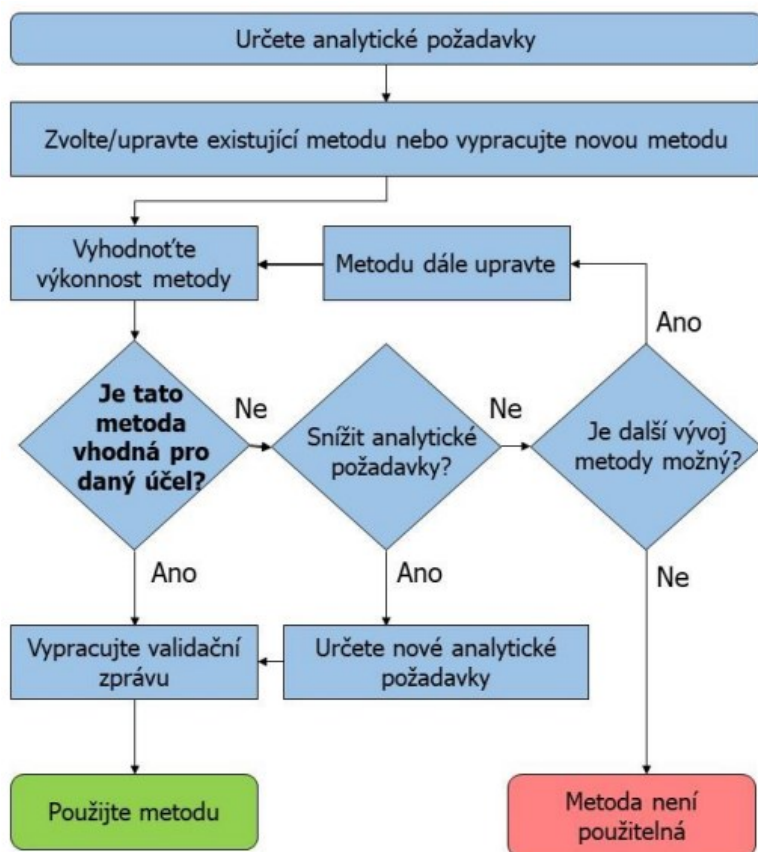 Určete analytické požadavky
Zvolte/upravte existující metodu nebo vypracujte novou metodu
Vyhodnoťte
výkonnost metody
Metodu dále upravte
Ano
Je tato
metoda
vhodná pro
daný účel?
Ne
Snížit analytické
požadavky?
Ne
Je další vývoj
metody možný?
Ano
Ano
Ne
Vypracujte validační
zprávu
Určete nové analytické
požadavky
Použijte metodu
Metoda není
použitelná